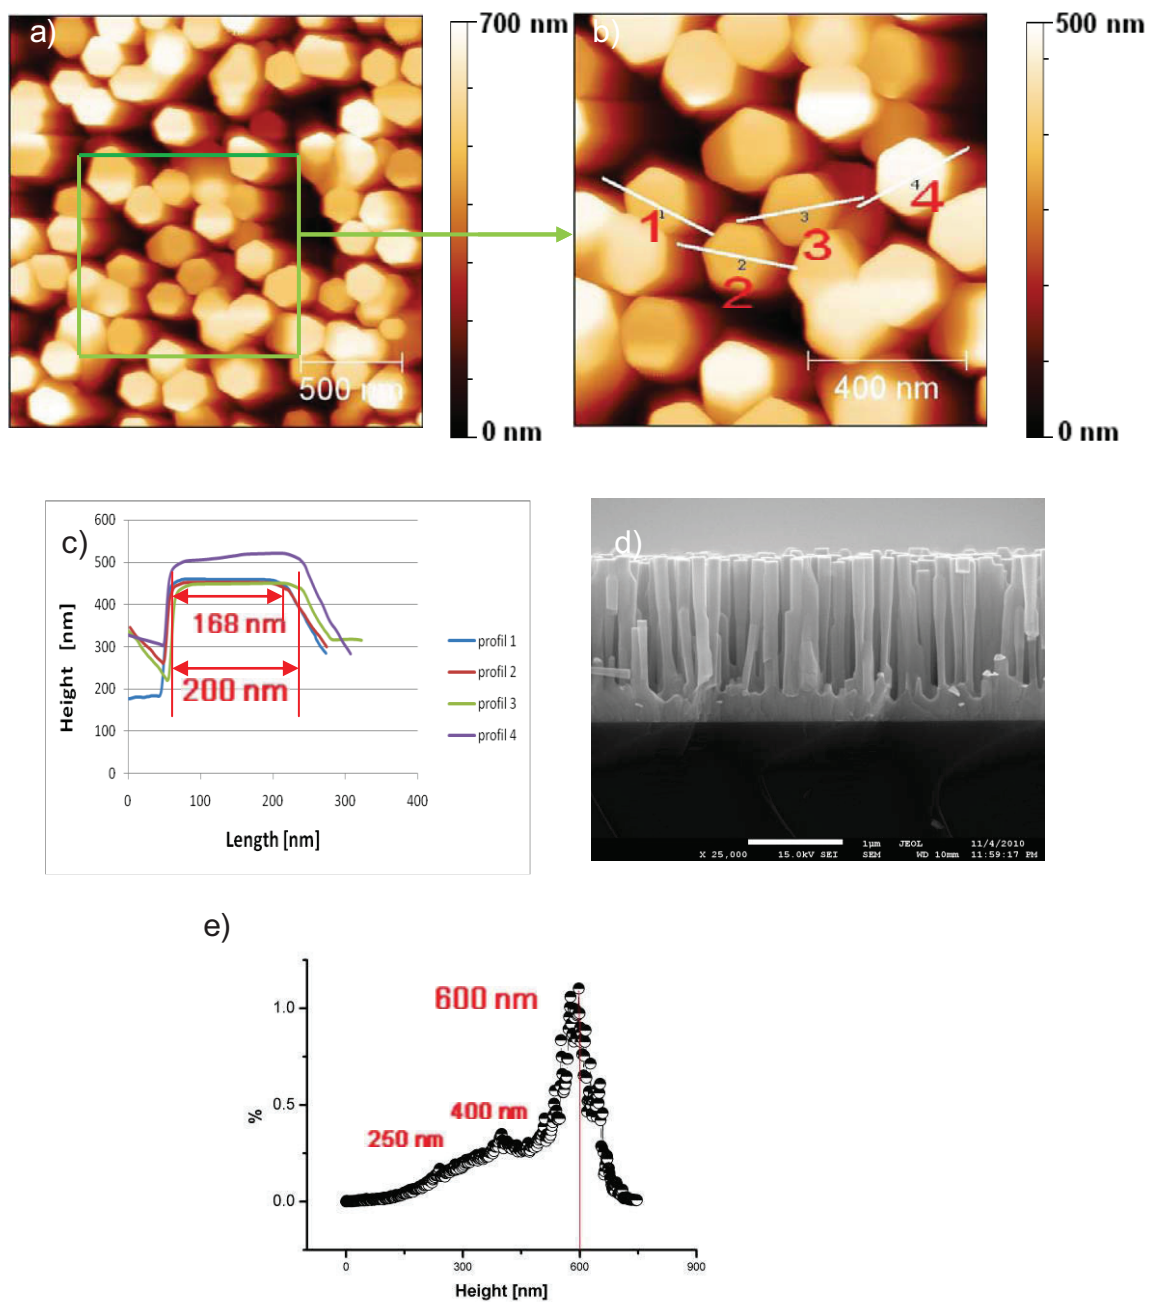 a)
700 nm
0 nm
500 nm
b)
500 nm
0 nm
1
2
3
4
1
2
3
4
400 nm
c)
600
500
400
300
200
100
0
0 100 200 300 400
Height [nm]
Length [nm]
168 nm
200 nm
profil 1
profil 2
profil 3
profil 4
d)
X 25,000 15.0kV SEI 1μm JEOL 11/4/2010
SEM WD 10mm 11:59:17 PM
e)
600 nm
400 nm
250 nm
1.0
0.5
0.0
%
0 300 600 900
Height [nm]